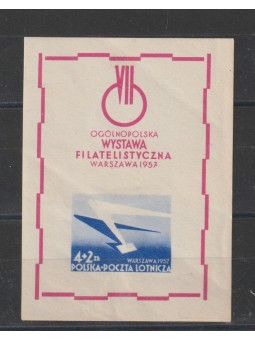 VII
OGÓLNOPOLSKA
WYSTAWA
FILATELISTYCZNA
WARSZAWA 1957
4+2 ZŁ
WARSZAWA 1957
POLSKA-POCZTA LOTNICZA